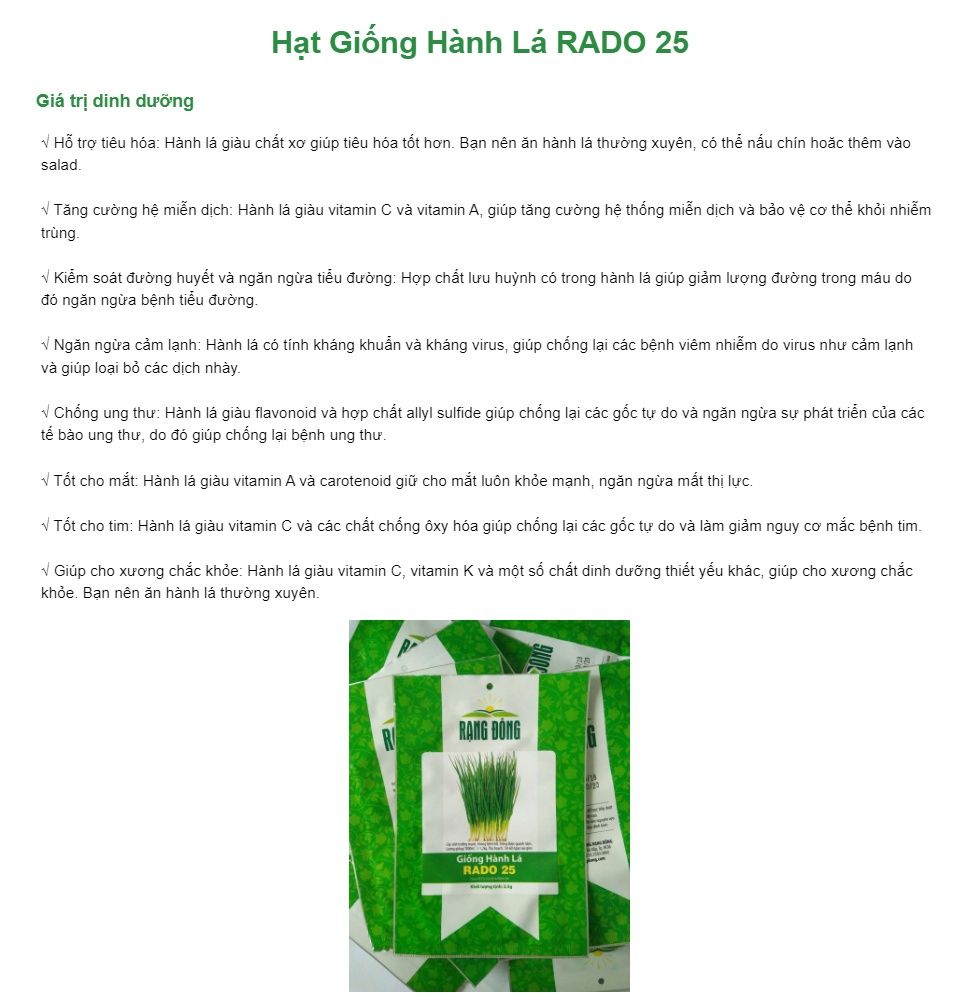 Hạt Giống Hành Lá RADO 25
Giá trị dinh dưỡng
√ Hỗ trợ tiêu hóa: Hành lá giàu chất xơ giúp tiêu hóa tốt hơn. Bạn nên ăn hành lá thường xuyên, có thể nấu chín hoăc thêm vào
salad.
√ Tăng cường hệ miễn dịch: Hành lá giàu vitamin C và vitamin A, giúp tăng cường hệ thống miễn dịch và bảo vệ cơ thể khỏi nhiễm
trùng.
√ Kiểm soát đường huyết và ngăn ngừa tiểu đường: Hợp chất lưu huỳnh có trong hành lá giúp giảm lượng đường trong máu do
đó ngăn ngừa bệnh tiểu đường.
√ Ngăn ngừa cảm lạnh: Hành lá có tính kháng khuẩn và kháng virus, giúp chống lại các bệnh viêm nhiễm do virus như cảm lạnh
và giúp loại bỏ các dịch nhày.
√ Chống ung thư: Hành lá giàu flavonoid và hợp chất allyl sulfide giúp chống lại các gốc tự do và ngăn ngừa sự phát triển của các
tế bào ung thư, do đó giúp chống lại bệnh ung thư.
√ Tốt cho mắt: Hành lá giàu vitamin A và carotenoid giữ cho mắt luôn khỏe mạnh, ngăn ngừa mất thị lực.
√ Tốt cho tim: Hành lá giàu vitamin C và các chất chống ôxy hóa giúp chống lại các gốc tự do và làm giảm nguy cơ mắc bệnh tim.
√ Giúp cho xương chắc khỏe: Hành lá giàu vitamin C, vitamin K và một số chất dinh dưỡng thiết yếu khác, giúp cho xương chắc
khỏe. Bạn nên ăn hành lá thường xuyên.
RẠNG ĐÔNG
Giống Hành Lá
RADO 25
Khối lượng tịnh: 2,5g